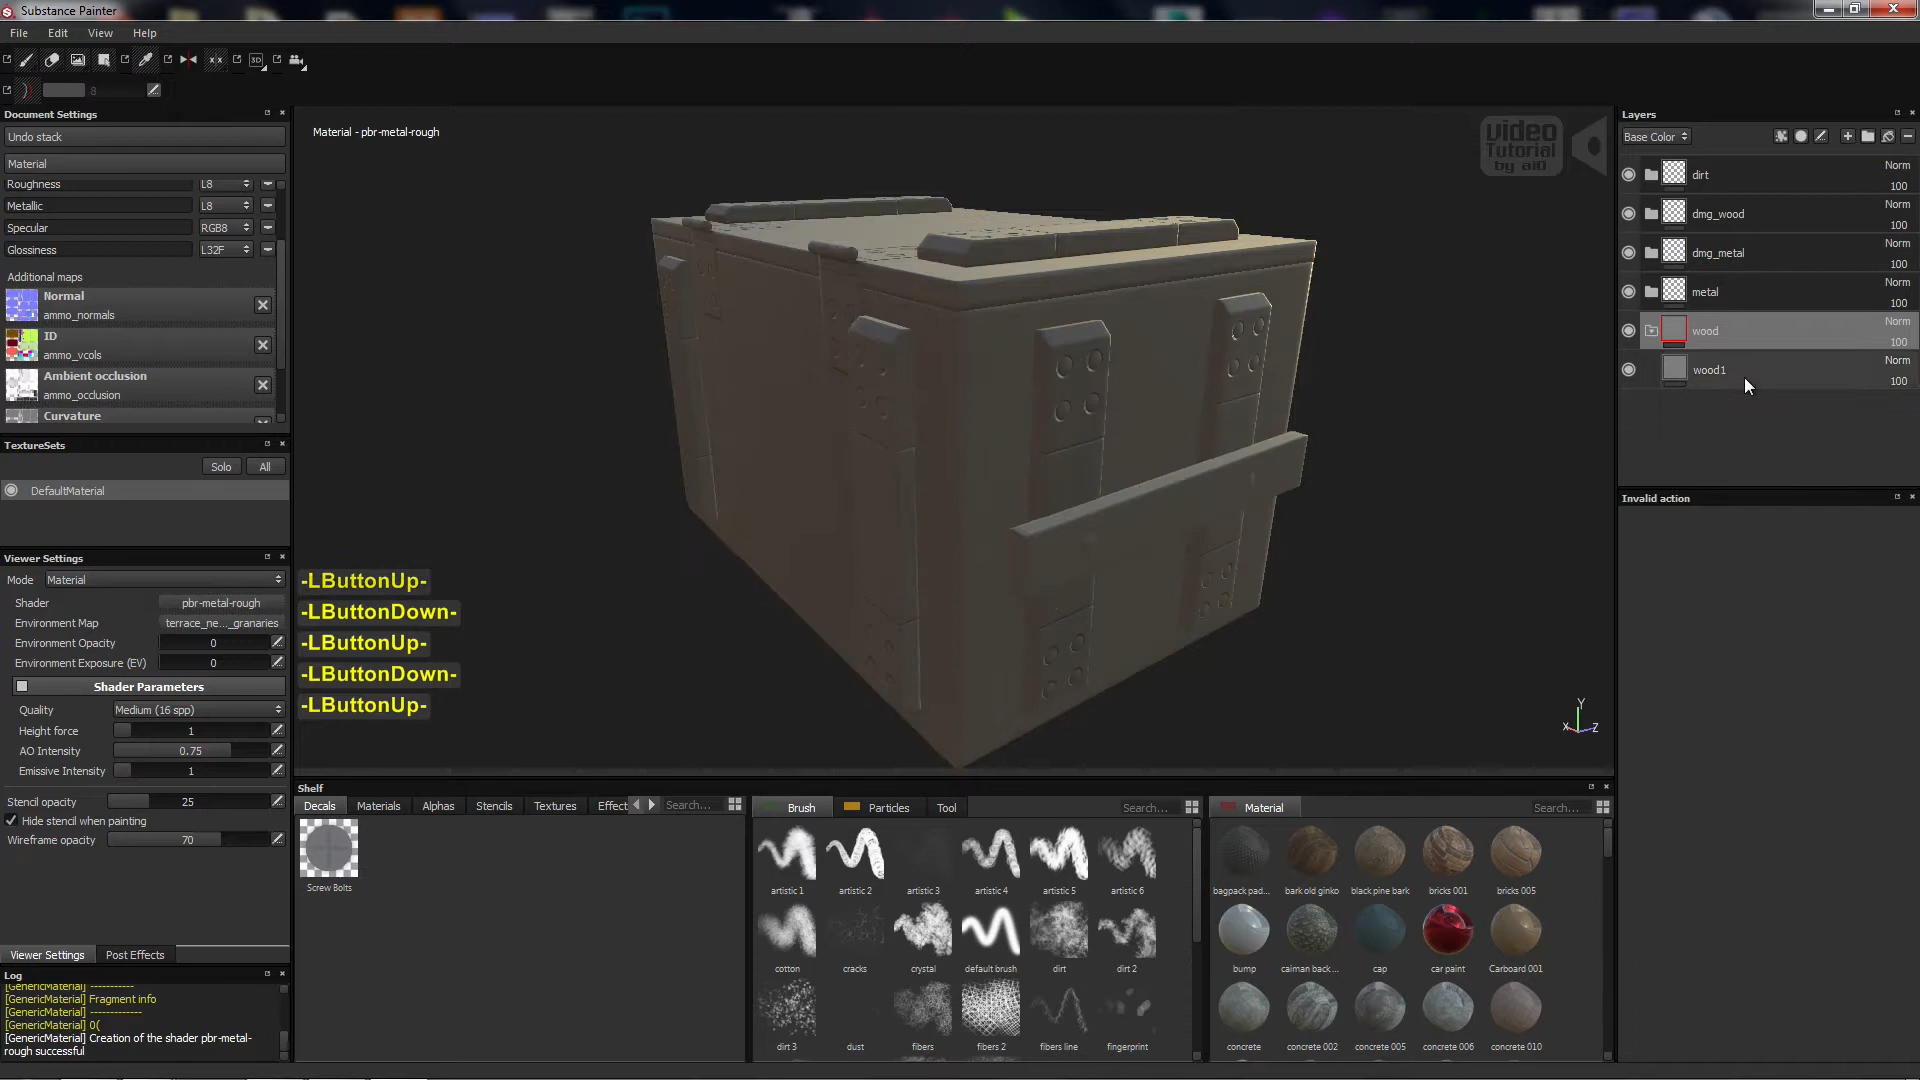 Substance Painter
File Edit View Help
8
Document Settings
Undo stack
Material
Roughness L8
Metallic L8
Specular RGB8
Glossiness L32F
Additional maps
Normal
ammo_normals
ID
ammo_vcols
Ambient occlusion
ammo_occlusion
Curvature
TextureSets
Solo All
DefaultMaterial
Viewer Settings
Mode Material
Shader pbr-metal-rough
Environment Map terrace_ne..._granaries
Environment Opacity 0
Environment Exposure (EV) 0
Shader Parameters
Quality Medium (16 spp)
Height force 1
AO Intensity 0.75
Emissive Intensity 1
Stencil opacity 25
Hide stencil when painting
Wireframe opacity 70
Viewer Settings Post Effects
Log
[GenericMaterial] -----------
[GenericMaterial] Fragment info
[GenericMaterial] -------------
[GenericMaterial] 0(
[GenericMaterial] Creation of the shader pbr-metal-
rough successful
Material - pbr-metal-rough
video
Tutorial
by ai0
-LButtonUp-
-LButtonDown-
-LButtonUp-
-LButtonDown-
-LButtonUp-
Y
X Z
Shelf
Decals Materials Alphas Stencils Textures Effect Search...
Screw Bolts
Brush Particles Tool Search...
artistic 1 artistic 2 artistic 3 artistic 4 artistic 5 artistic 6
cotton cracks crystal default brush dirt dirt 2
dirt 3 dust fibers fibers 2 fibers line fingerprint
Material Search...
bagpack pad... bark old ginko black pine bark bricks 001 bricks 005
bump caiman back ... cap car paint Carboard 001
concrete concrete 002 concrete 005 concrete 006 concrete 010
Layers
Base Color
dirt Norm
100
dmg_wood Norm
100
dmg_metal Norm
100
metal Norm
100
wood Norm
100
wood1 Norm
100
Invalid action